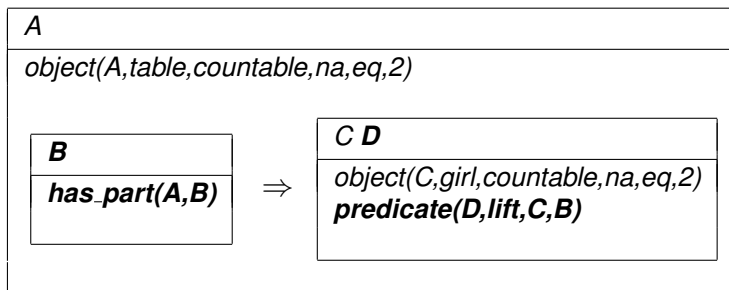 A
object(A,table,countable,na,eq,2)
B
has_part(A,B)
⇒
C D
object(C,girl,countable,na,eq,2)
predicate(D,lift,C,B)